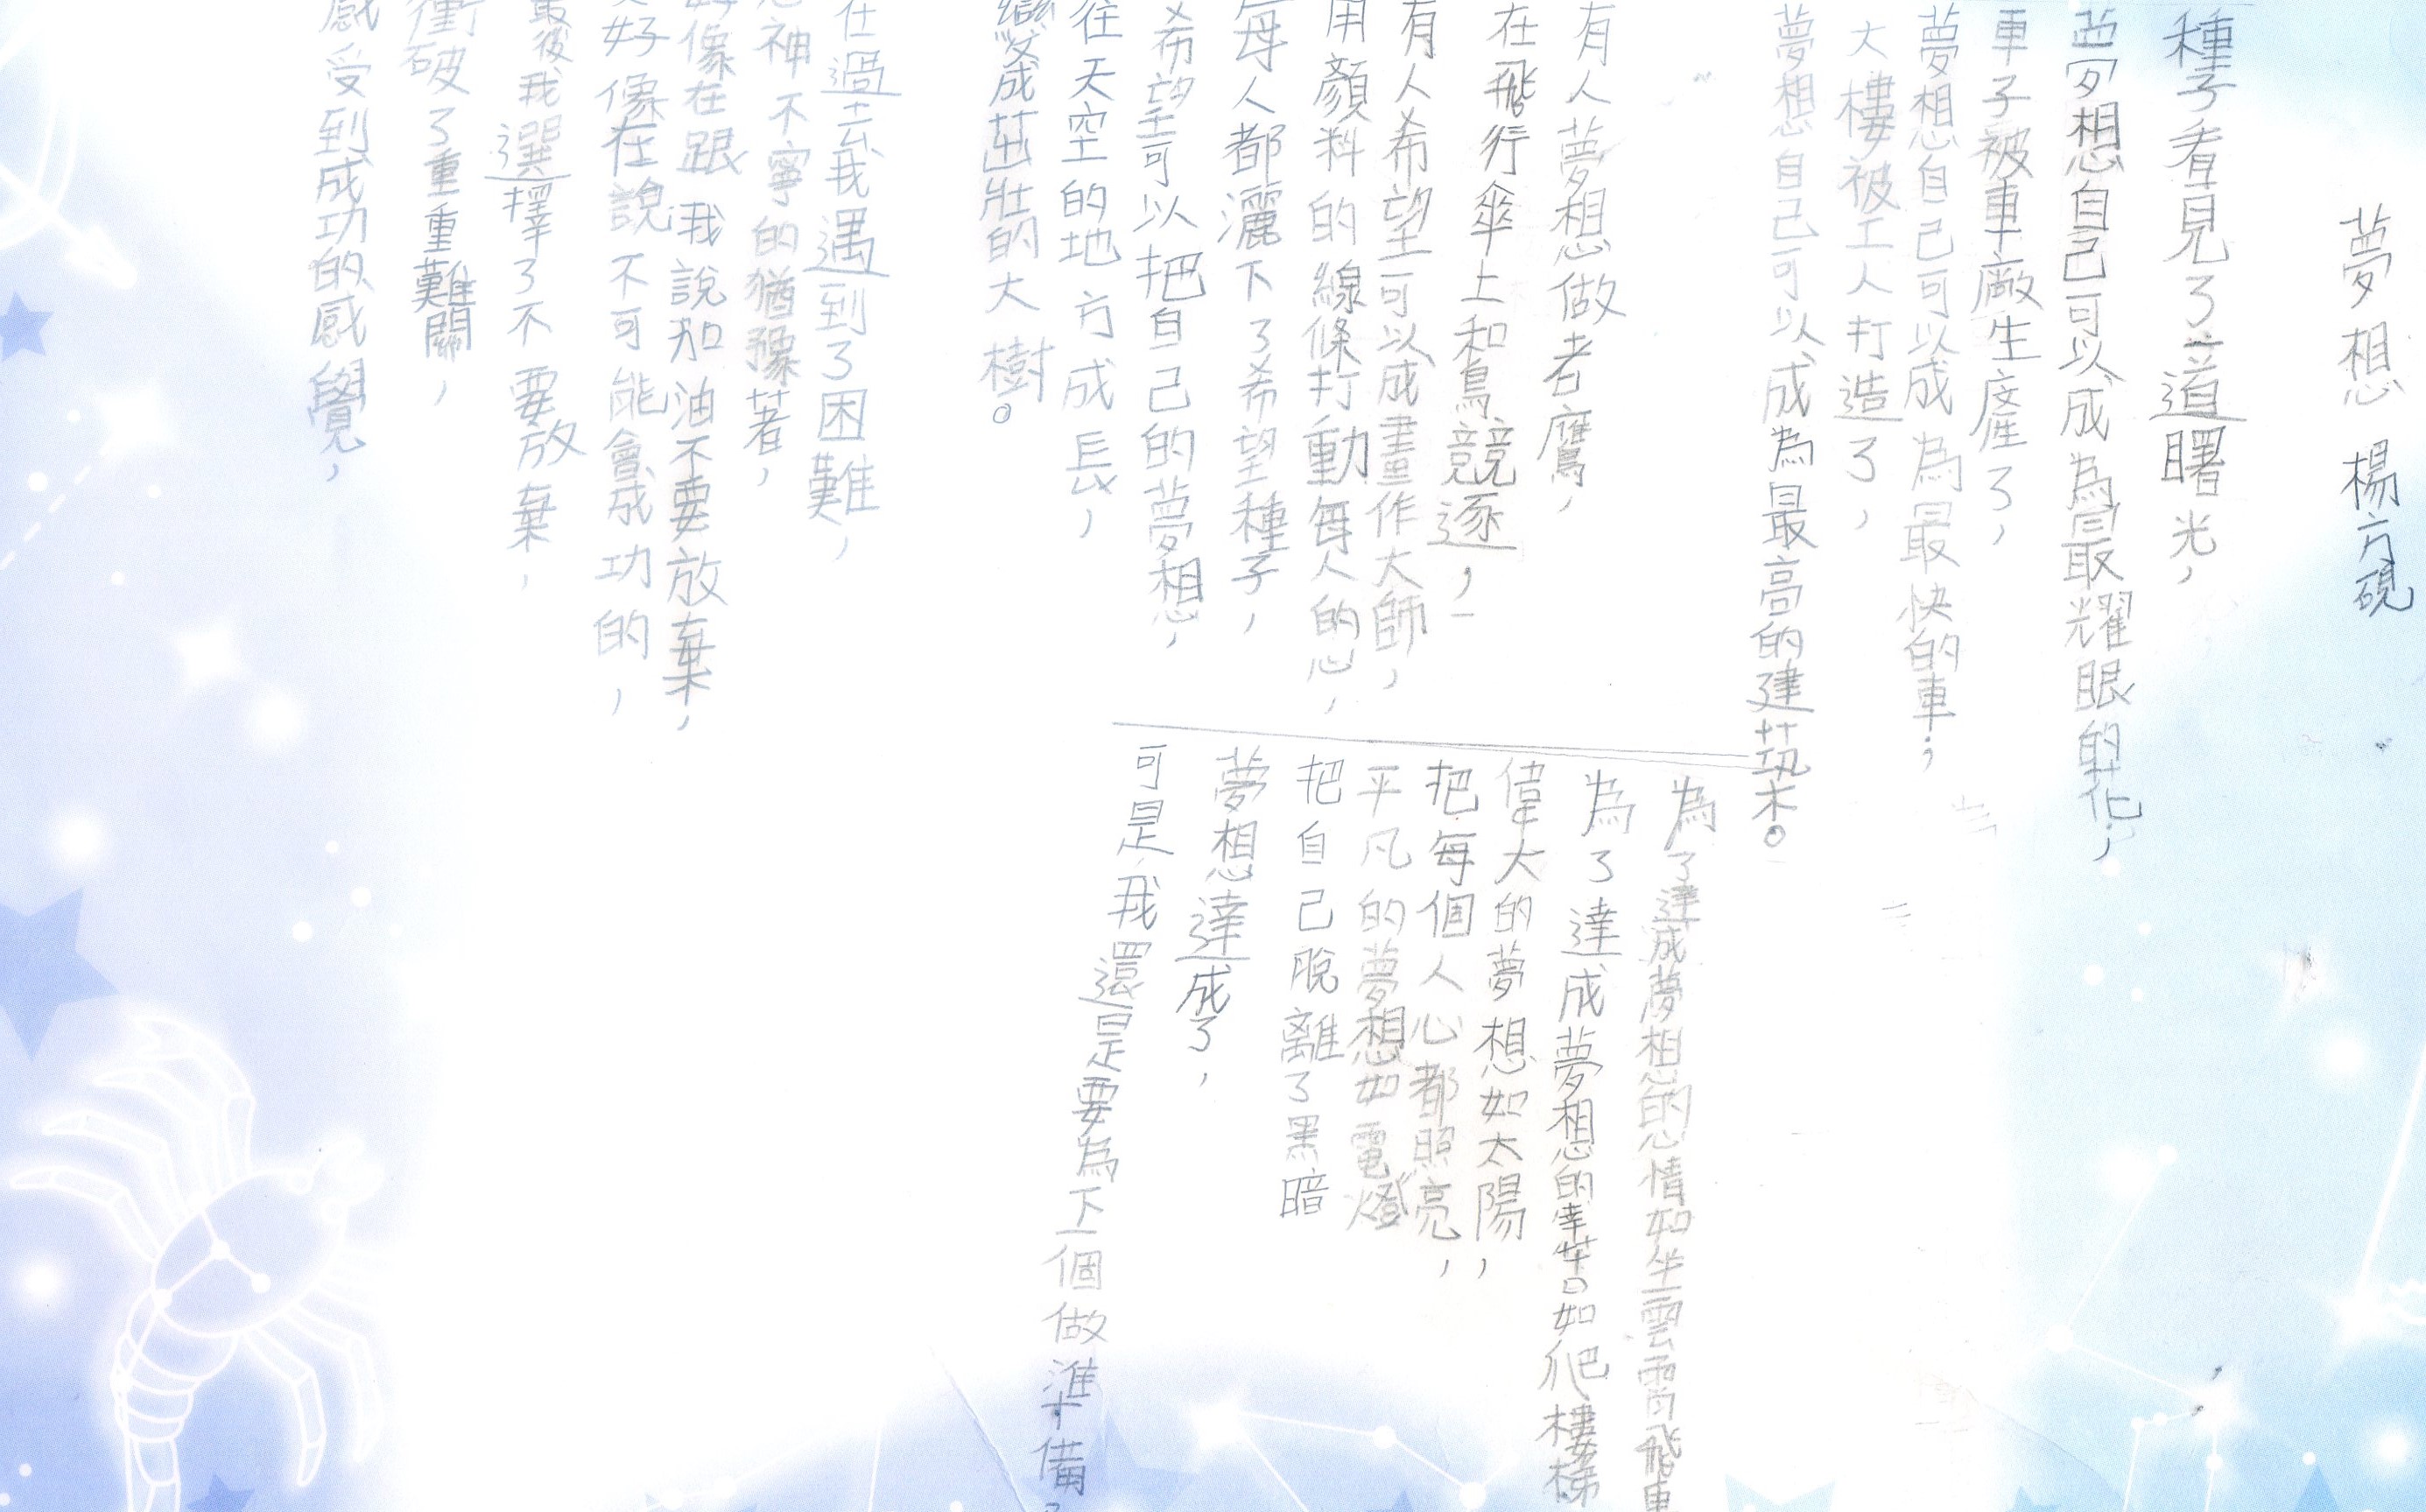 夢想 楊方硯
種子看見了一道曙光，
夢想自己可以成為最耀眼的花；
車子被車廠生產了，
夢想自己可以成為最快的車；
大樓被工人打造了，
夢想自己可以成為最高的建築。
有人夢想做老鷹，
在飛行傘上和鳥競逐，
有人希望可以成畫作大師，
用顏料的線條打動每人的心，
每人都灑下了希望種子，
希望可以把自己的夢想，
往天空的地方成長，
變成茁壯的大樹。
在過去我遇到了困難，
心神不寧的猶豫著，
好像在跟我說加油不要放棄，
又好像在說不可能會成功的，
最後我選擇了不要放棄，
衝破了重重難關，
感受到成功的感覺，
為了達成夢想的心情如坐雲霄飛車
為了達成夢想的辛苦如爬樓梯
偉大的夢想如太陽，
把每個人心都照亮，
平凡的夢想如電燈
把自己脫離了黑暗
夢想達成了，
可是我還是要為下一個做準備